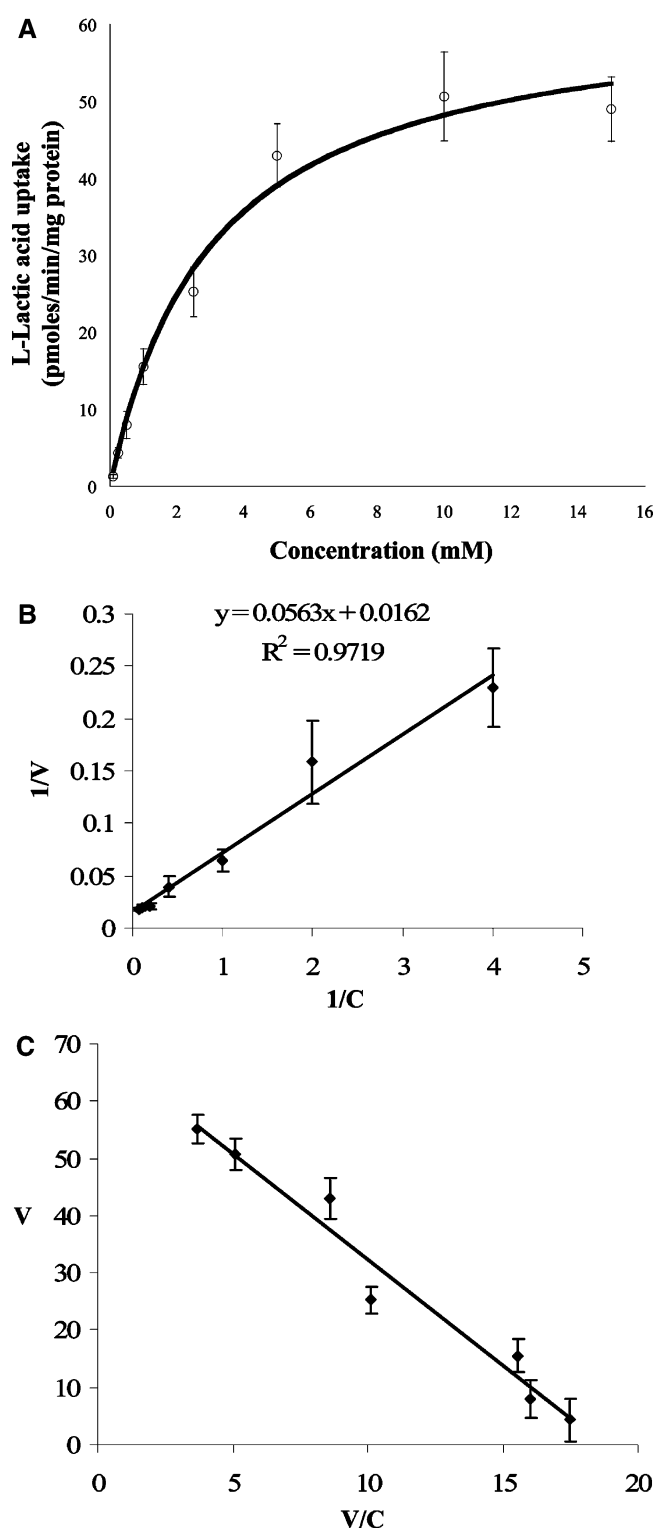 A
60
50
40
30
20
10
0
L-Lactic acid uptake
(pmoles/min/mg protein)
0 2 4 6 8 10 12 14 16
Concentration (mM)
B
y=0.0563x+0.0162
R² =0.9719
0.3
0.25
0.2
0.15
0.1
0.05
0
1/V
0 1 2 3 4 5
1/C
C
70
60
50
40
30
20
10
0
V
0 5 10 15 20
V/C